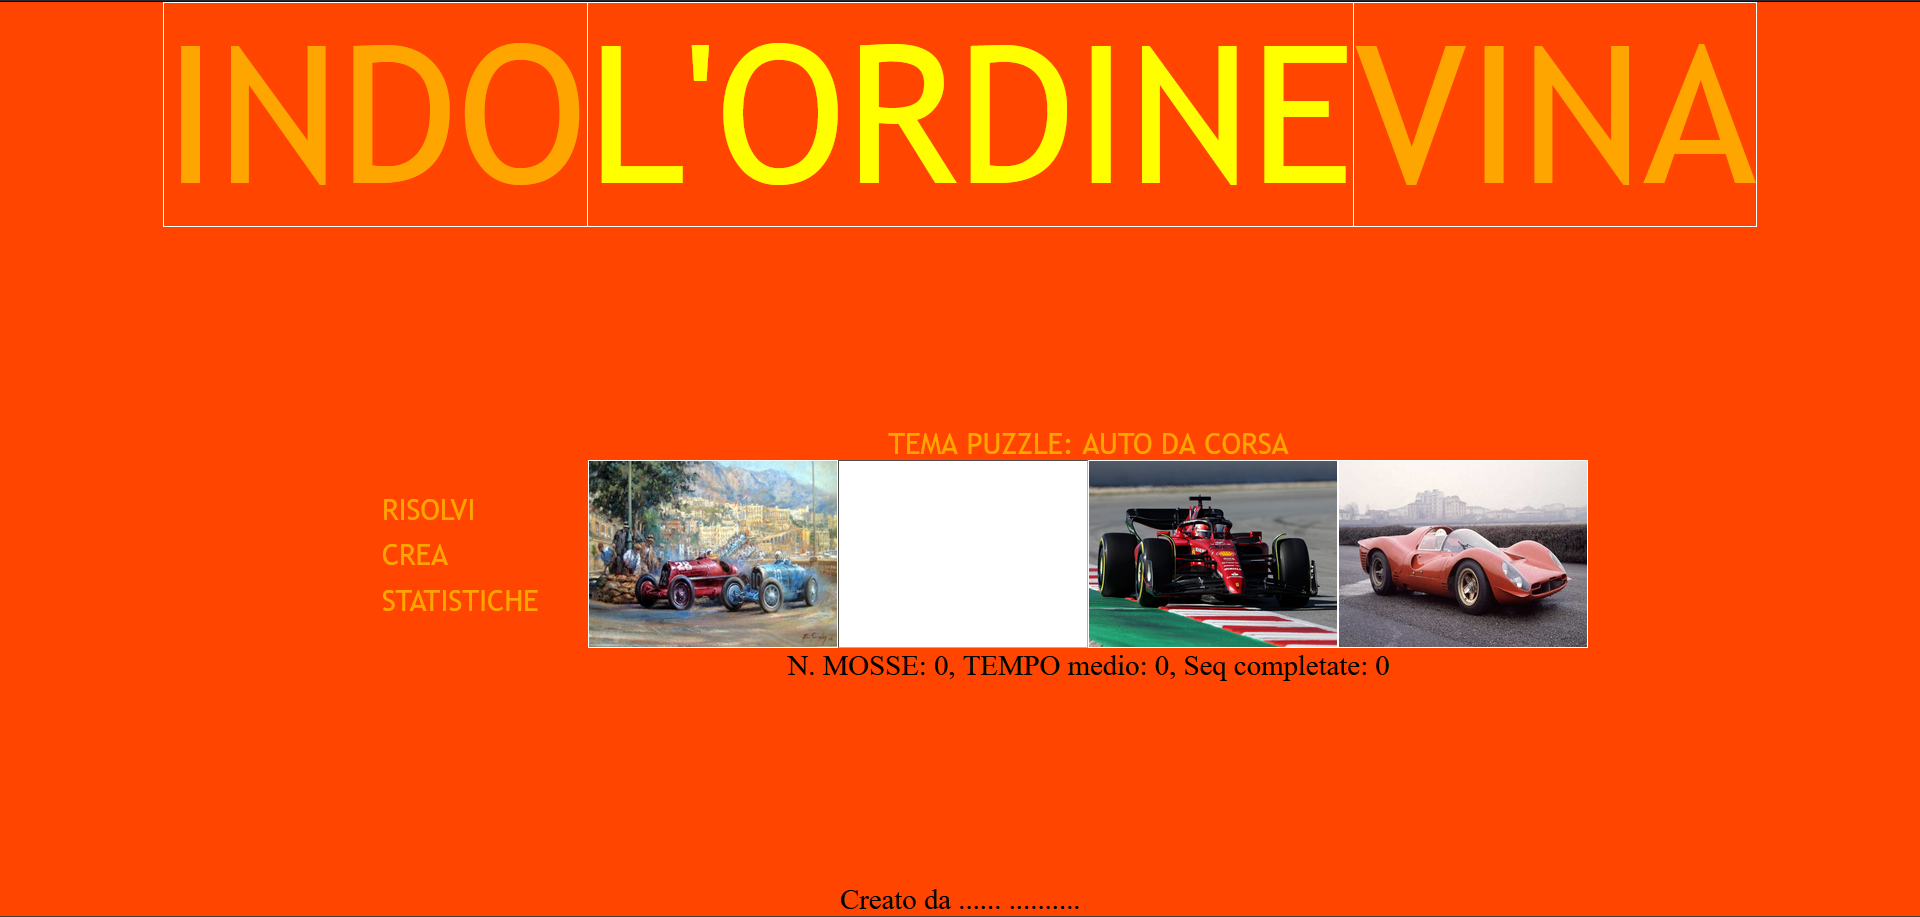 INDOL'ORDINEVINA
TEMA PUZZLE: AUTO DA CORSA
RISOLVI
CREA
STATISTICHE
N. MOSSE: 0, TEMPO medio: 0, Seq completate: 0
Creato da ...... ..........